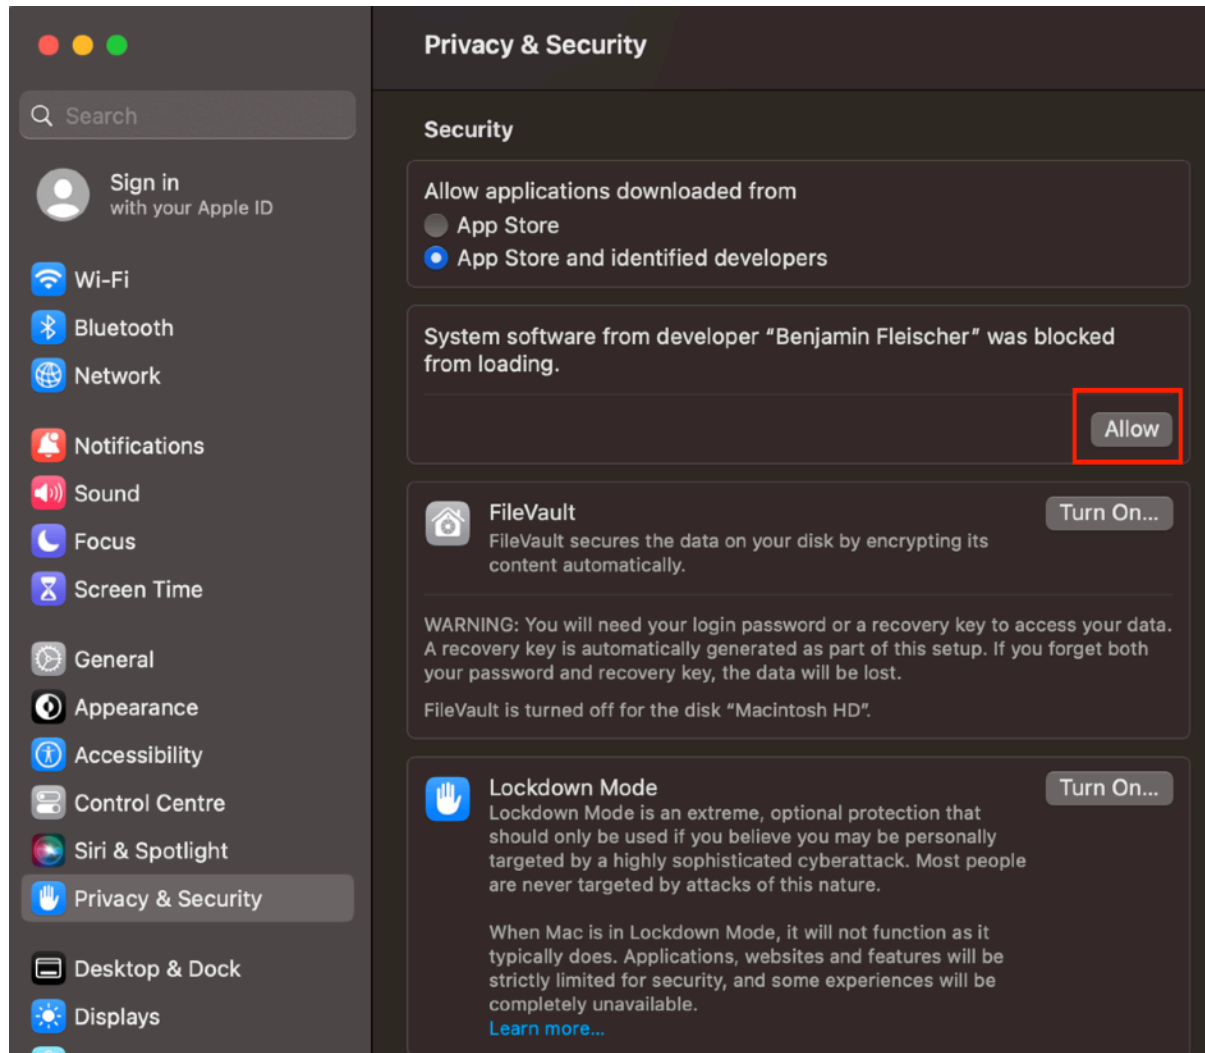 Search
Sign in
with your Apple ID
Wi-Fi
Bluetooth
Network
Notifications
Sound
Focus
Screen Time
General
Appearance
Accessibility
Control Centre
Siri & Spotlight
Privacy & Security
Desktop & Dock
Displays
Privacy & Security
Security
Allow applications downloaded from
App Store
App Store and identified developers
System software from developer “Benjamin Fleischer” was blocked
from loading.
Allow
FileVault
Turn On...
FileVault secures the data on your disk by encrypting its
content automatically.
WARNING: You will need your login password or a recovery key to access your data.
A recovery key is automatically generated as part of this setup. If you forget both
your password and recovery key, the data will be lost.
FileVault is turned off for the disk “Macintosh HD”.
Lockdown Mode
Turn On...
Lockdown Mode is an extreme, optional protection that
should only be used if you believe you may be personally
targeted by a highly sophisticated cyberattack. Most people
are never targeted by attacks of this nature.
When Mac is in Lockdown Mode, it will not function as it
typically does. Applications, websites and features will be
strictly limited for security, and some experiences will be
completely unavailable.
Learn more...